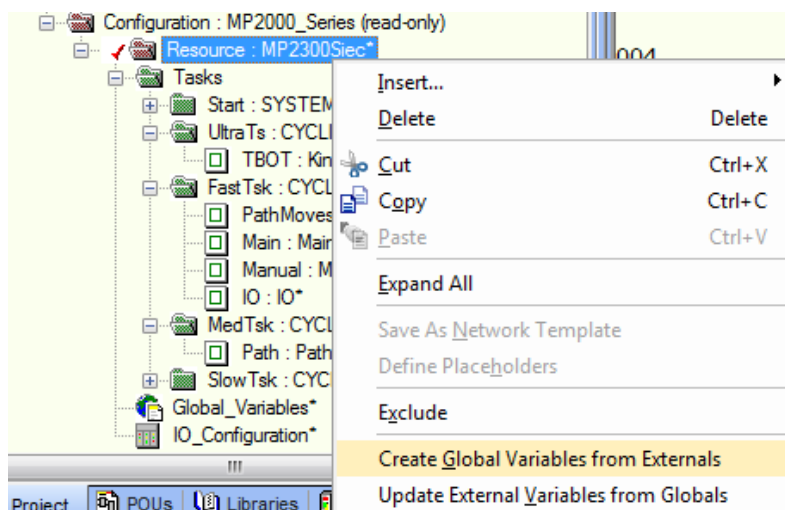 Configuration : MP2000_Series (read-only)
Resource : MP2300Siec*
Tasks
Start : SYSTEM
UltraTs : CYCLI
TBOT : Kin
FastTsk : CYCL
PathMoves
Main : Mair
Manual : M
IO : IO*
MedTsk : CYCL
Path : Path
SlowTsk : CYC
Global_Variables*
IO_Configuration*
Project
POUs
Libraries
004
Insert...
Delete Delete
Cut Ctrl+X
Copy Ctrl+C
Paste Ctrl+V
Expand All
Save As Network Template
Define Placeholders
Exclude
Create Global Variables from Externals
Update External Variables from Globals